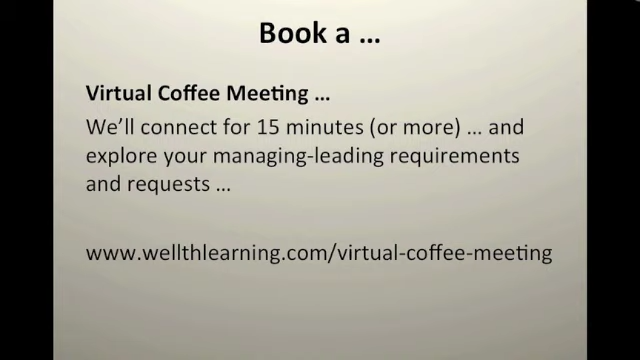 Book a …
Virtual Coffee Meeting …
We’ll connect for 15 minutes (or more) … and
explore your managing-leading requirements
and requests …
www.wellthlearning.com/virtual-coffee-meeting